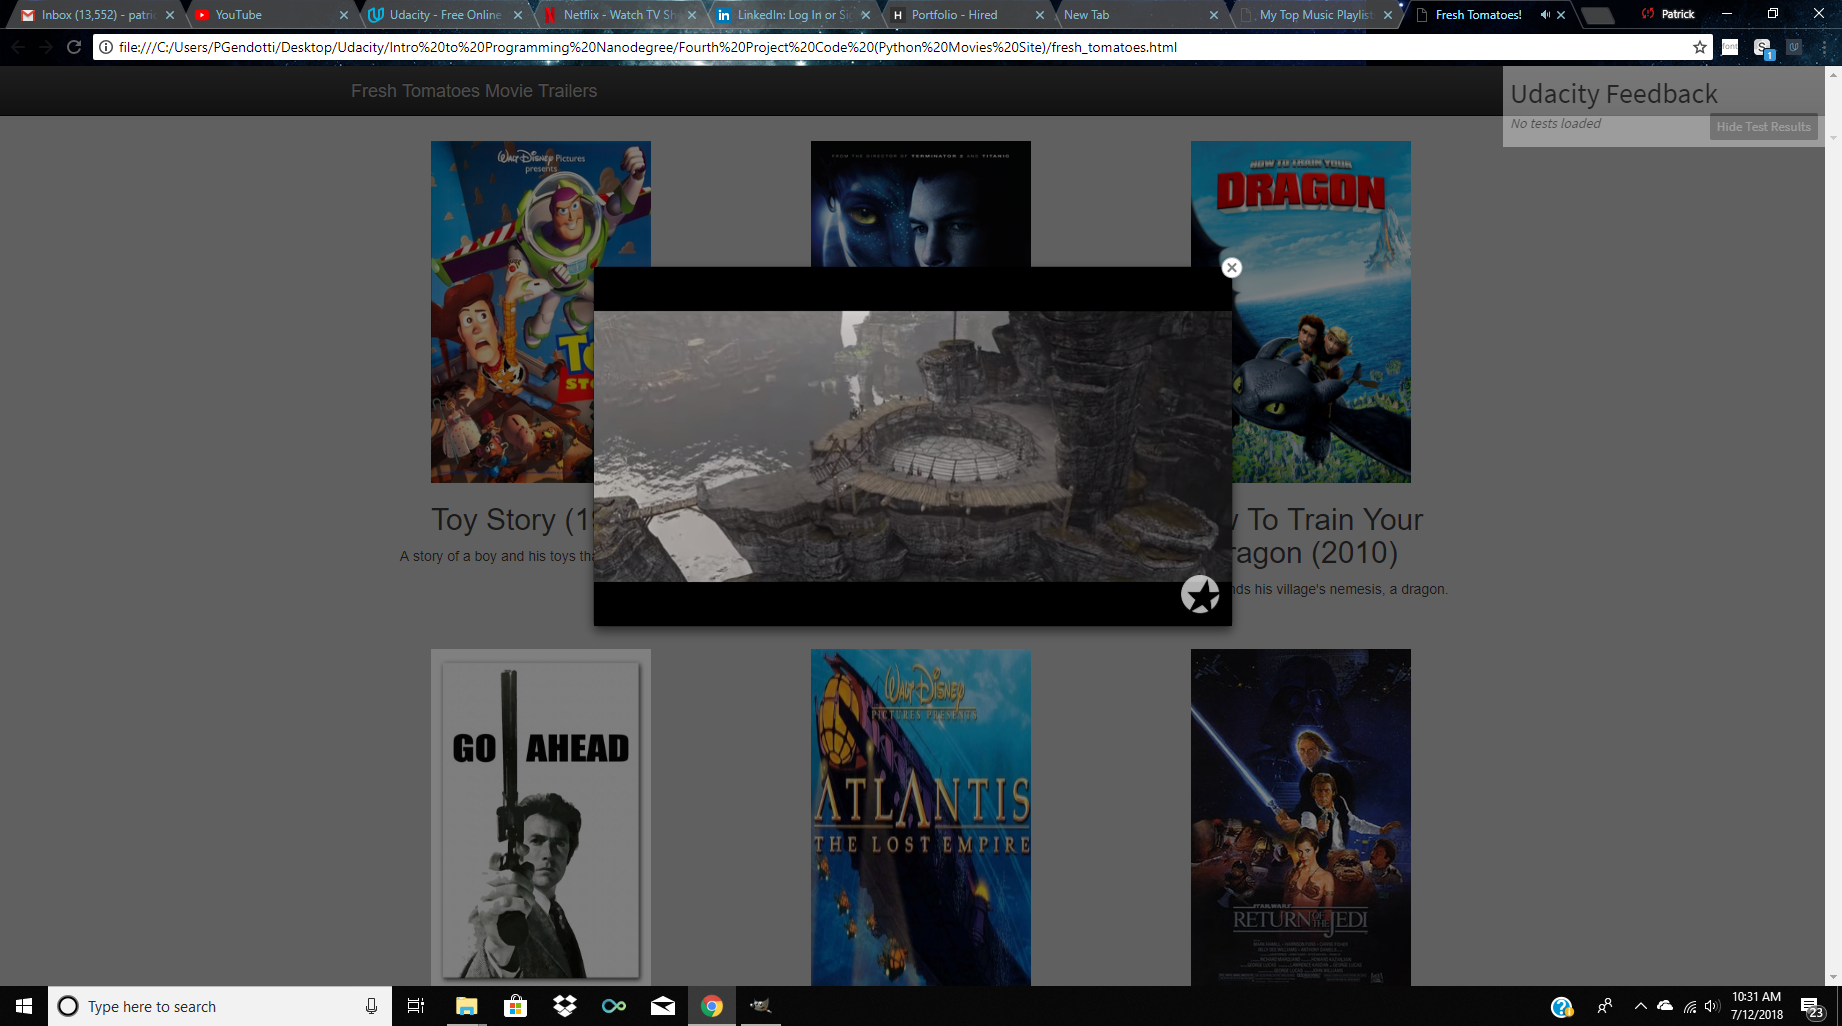 Inbox (13,552) - patric
YouTube
Udacity - Free Online
Netflix - Watch TV Sh
LinkedIn: Log In or Si
Portfolio - Hired
New Tab
My Top Music Playlist
Fresh Tomatoes!
Patrick
file:///C:/Users/PGendotti/Desktop/Udacity/Intro%20to%20Programming%20Nanodegree/Fourth%20Project%20Code%20(Python%20Movies%20Site)/fresh_tomatoes.html
font
S
1
Fresh Tomatoes Movie Trailers
Udacity Feedback
No tests loaded
Hide Test Results
WALT DISNEY Pictures
presents
FROM THE DIRECTOR OF TERMINATOR 2 AND TITANIC
HOW TO TRAIN YOUR
DRAGON
Toy Story (19
A story of a boy and his toys tha
w To Train Your
ragon (2010)
nds his village's nemesis, a dragon.
GO AHEAD
WALT DISNEY
PICTURES PRESENTS
ATLANTIS
THE LOST EMPIRE
STAR WARS
RETURN OF THE JEDI
Type here to search
10:31 AM
7/12/2018
23